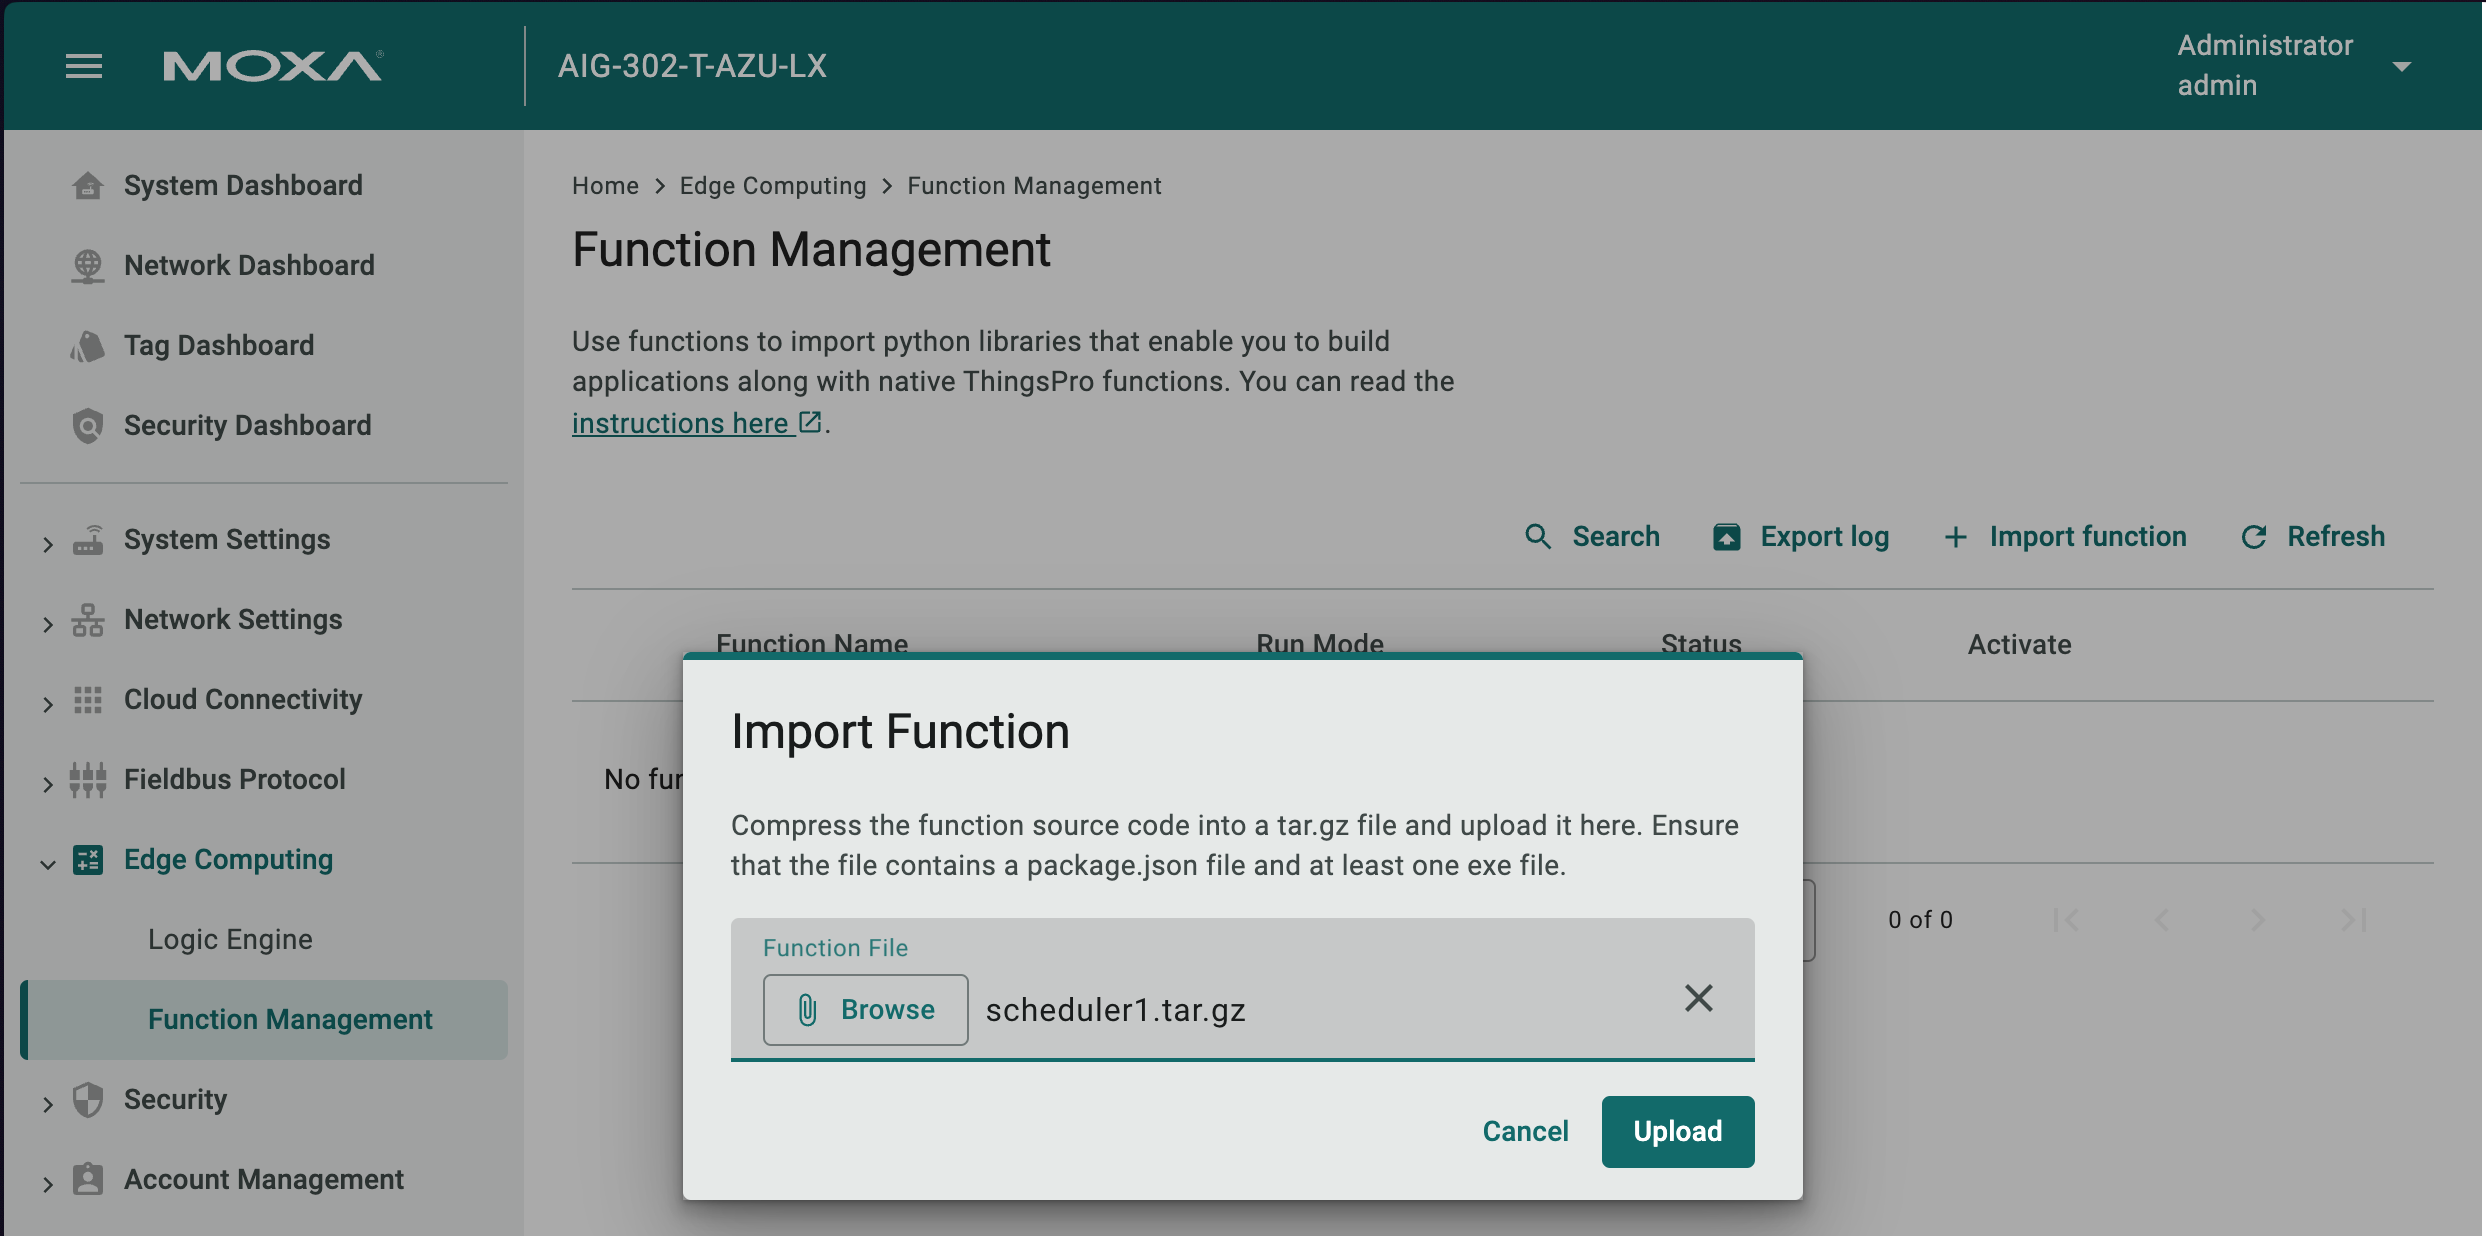 MOXA®
AIG-302-T-AZU-LX
Administrator
admin
System Dashboard
Network Dashboard
Tag Dashboard
Security Dashboard
System Settings
Network Settings
Cloud Connectivity
Fieldbus Protocol
Edge Computing
Logic Engine
Function Management
Security
Account Management
Home > Edge Computing > Function Management
Function Management
Use functions to import python libraries that enable you to build
applications along with native ThingsPro functions. You can read the
instructions here.
Search Export log + Import function Refresh
Function Name Run Mode Status Activate
No fun
0 of 0
Import Function
Compress the function source code into a tar.gz file and upload it here. Ensure
that the file contains a package.json file and at least one exe file.
Function File
Browse scheduler1.tar.gz
Cancel Upload